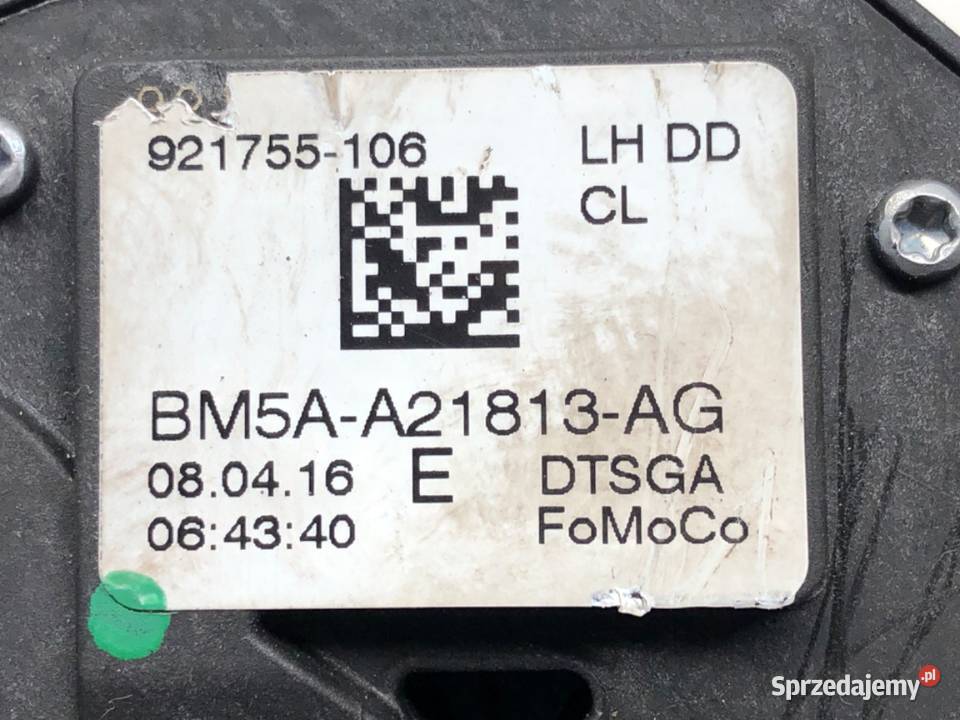 921755-106
LH DD
CL
BM5A-A21813-AG
08.04.16
E
DTSGA
06:43:40
FoMoCo
Sprzedajemy.pl